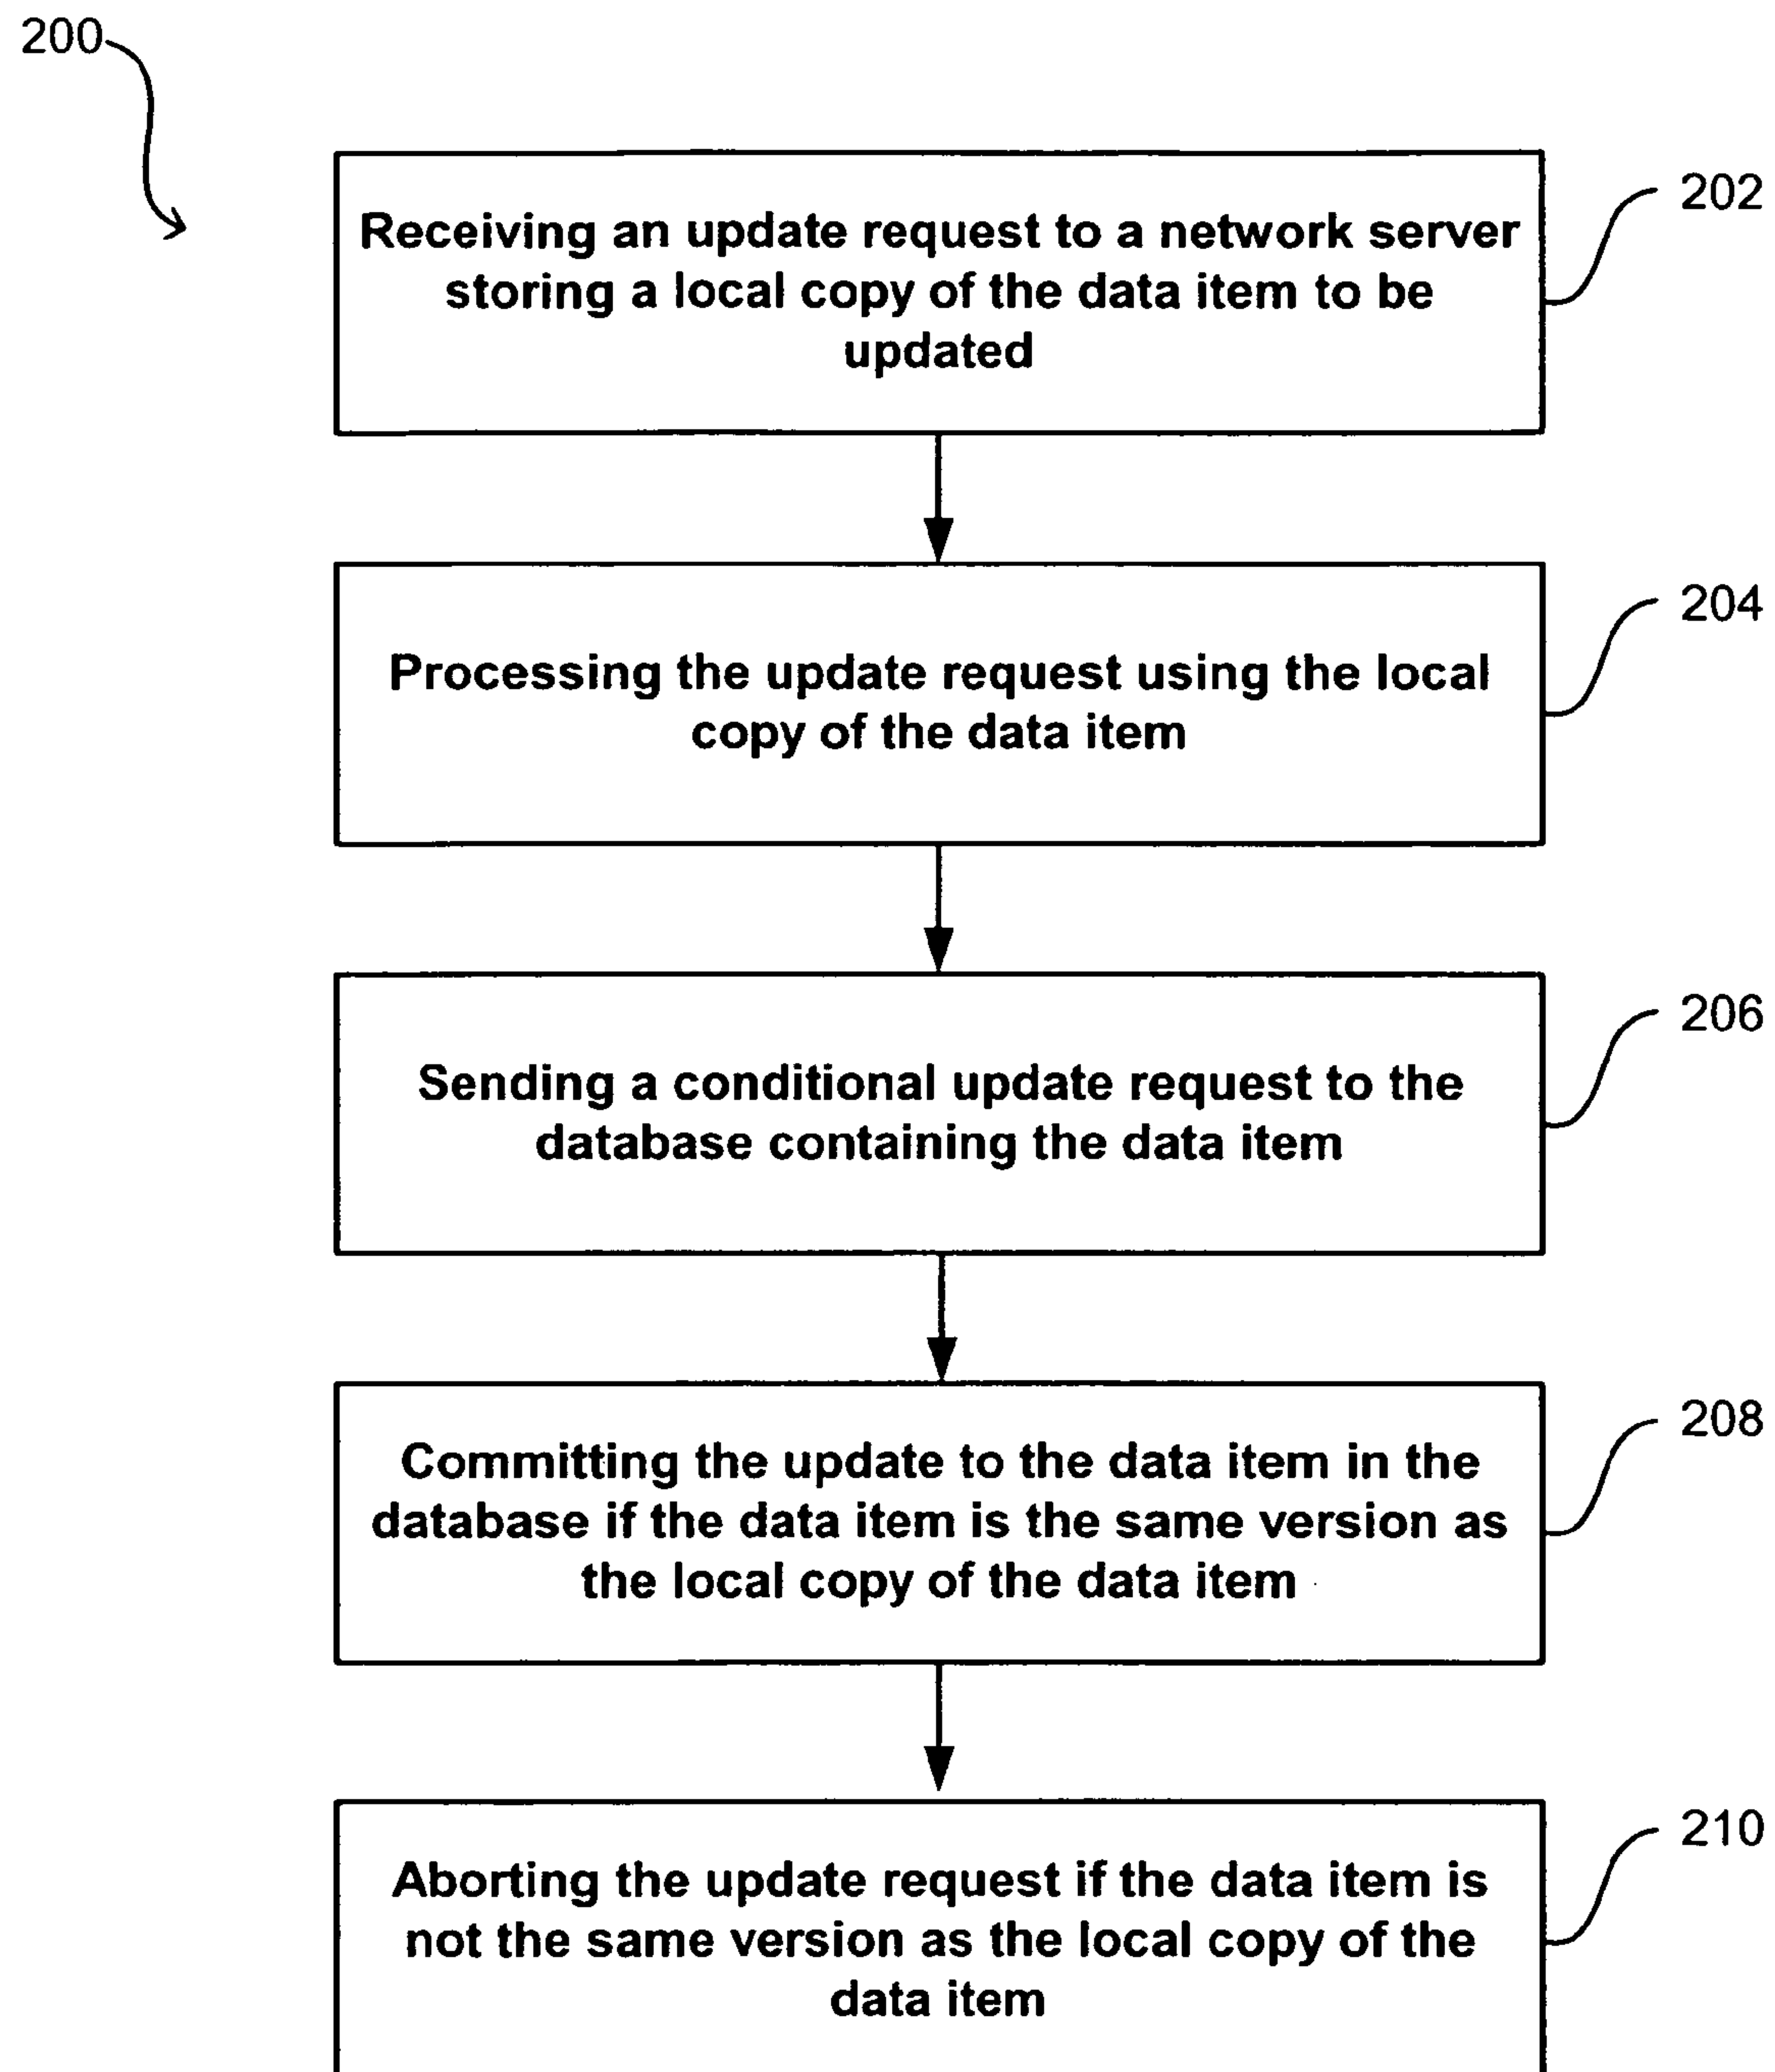 200
Receiving an update request to a network server
storing a local copy of the data item to be
updated
202
Processing the update request using the local
copy of the data item
204
Sending a conditional update request to the
database containing the data item
206
Committing the update to the data item in the
database if the data item is the same version as
the local copy of the data item
208
Aborting the update request if the data item is
not the same version as the local copy of the
data item
210